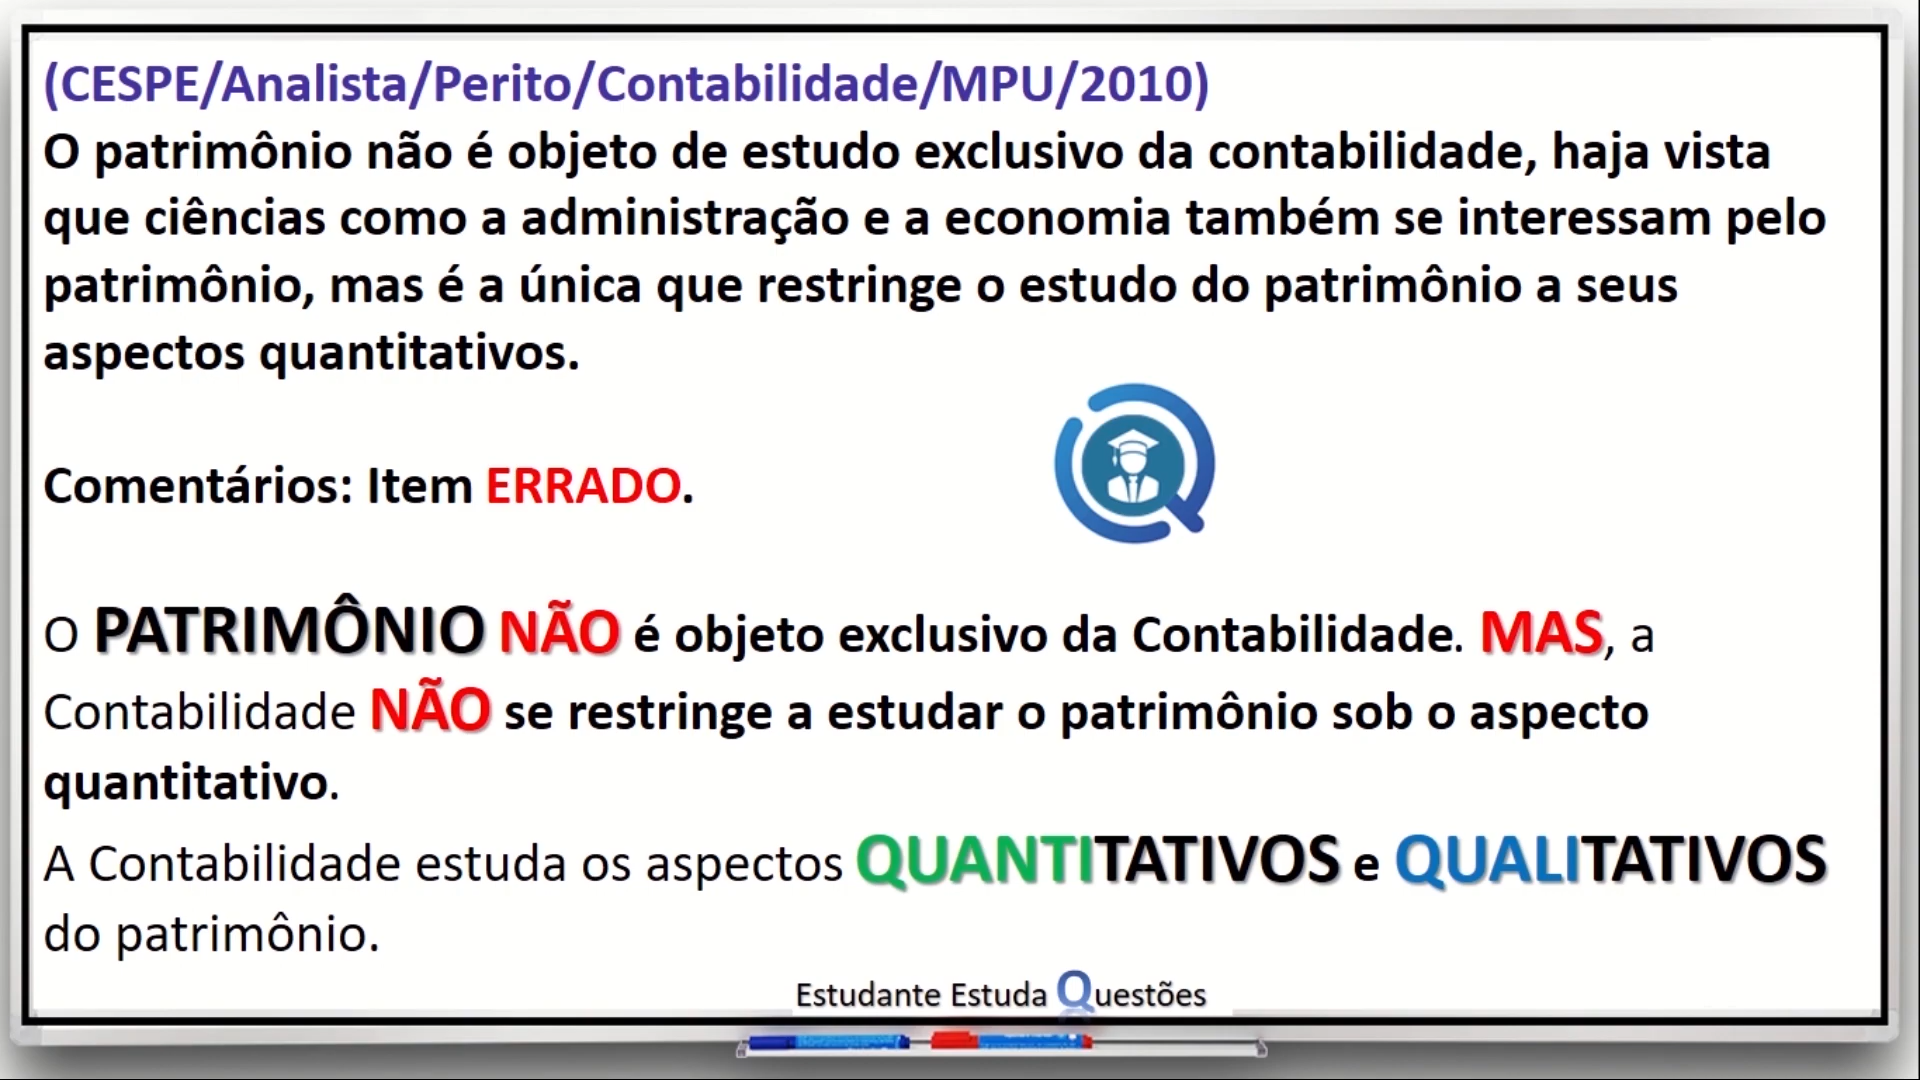 (CESPE/Analista/Perito/Contabilidade/MPU/2010)
O patrimônio não é objeto de estudo exclusivo da contabilidade, haja vista
que ciências como a administração e a economia também se interessam pelo
patrimônio, mas é a única que restringe o estudo do patrimônio a seus
aspectos quantitativos.
Comentários: Item ERRADO.
O PATRIMÔNIO NÃO é objeto exclusivo da Contabilidade. MAS, a
Contabilidade NÃO se restringe a estudar o patrimônio sob o aspecto
quantitativo.
A Contabilidade estuda os aspectos QUANTITATIVOS e QUALITATIVOS
do patrimônio.
Estudante Estuda Questões